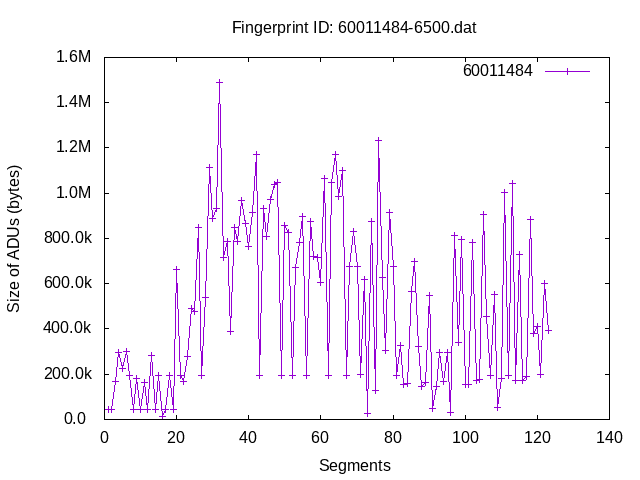 Fingerprint ID: 60011484-6500.dat
60011484
Size of ADUs (bytes)
1.6M
1.4M
1.2M
1.0M
800.0k
600.0k
400.0k
200.0k
0.0
0 20 40 60 80 100 120 140
Segments